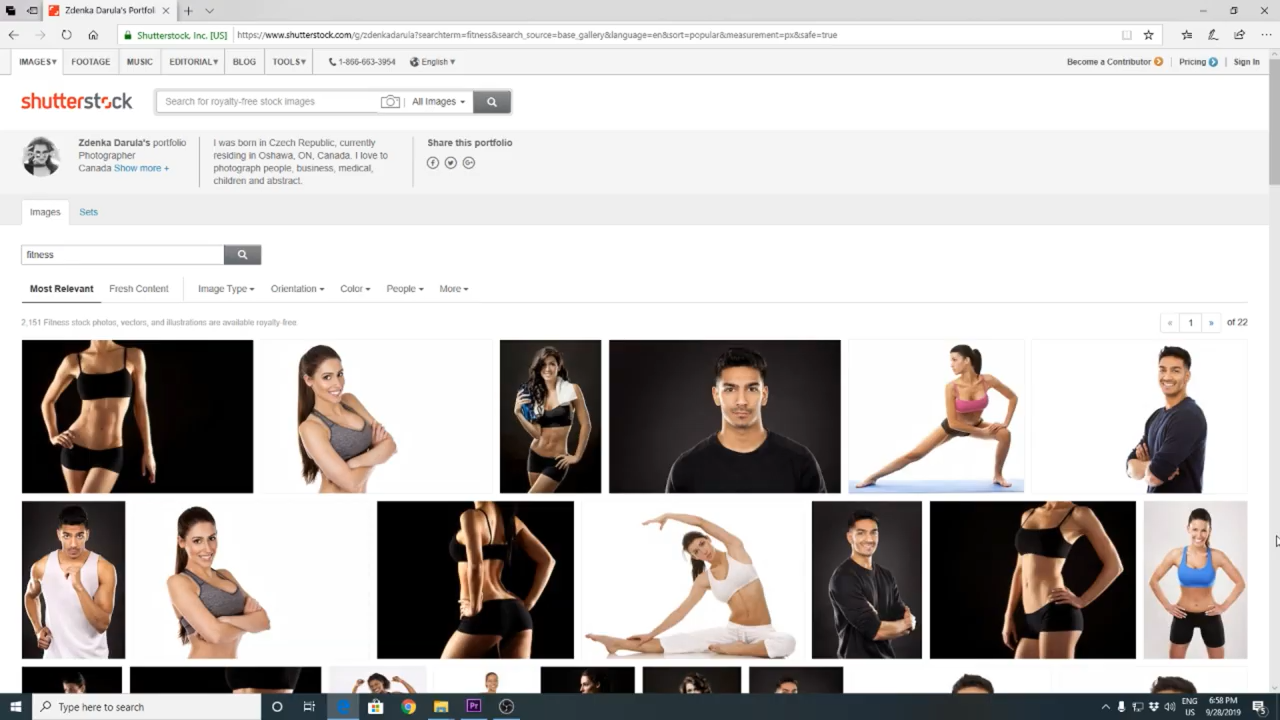 Zdenka Darula's Portfol
Shutterstock, Inc. [US]
https://www.shutterstock.com/g/zdenkadarula?searchterm=fitness&search_source=base_gallery&language=en&sort=popular&measurement=px&safe=true
IMAGES FOOTAGE MUSIC EDITORIAL BLOG TOOLS 1-866-663-3954 English
Become a Contributor Pricing Sign In
shutterstock
Search for royalty-free stock images All Images
Zdenka Darula's portfolio
Photographer
Canada Show more +
I was born in Czech Republic, currently
residing in Oshawa, ON, Canada. I love to
photograph people, business, medical,
children and abstract.
Share this portfolio
Images Sets
fitness
Most Relevant Fresh Content Image Type Orientation Color People More
2,151 Fitness stock photos, vectors, and illustrations are available royalty-free
« 1 » of 22
Type here to search
Pr
ENG
US
6:58 PM
9/28/2019
5